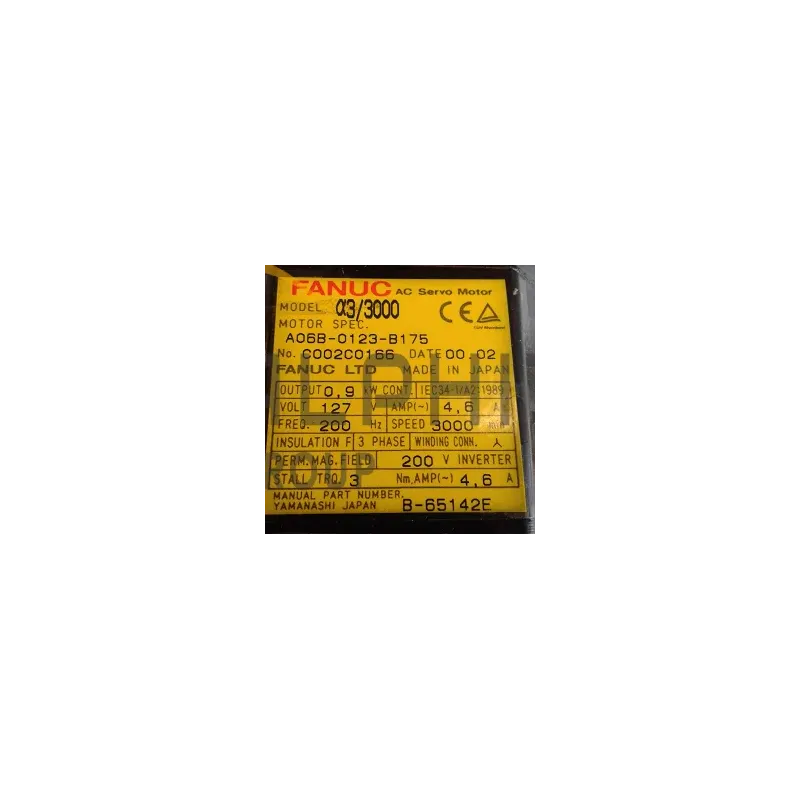 FANUC AC Servo Motor
MODEL α3/3000
MOTOR SPEC.
A06B-0123-B175
No. C002C0166 DATE 00.02
FANUC LTD MADE IN JAPAN
OUTPUT 0,9 kW CONT. IEC34-1/A2:1989
VOLT 127 V AMP(~) 4,6 A
FREQ. 200 Hz SPEED 3000
INSULATION F 3 PHASE WINDING CONN. 人
PERM. MAG. FIELD 200 V INVERTER
STALL TRQ. 3 Nm, AMP(~) 4,6 A
MANUAL PART NUMBER.
YAMANASHI JAPAN B-65142E